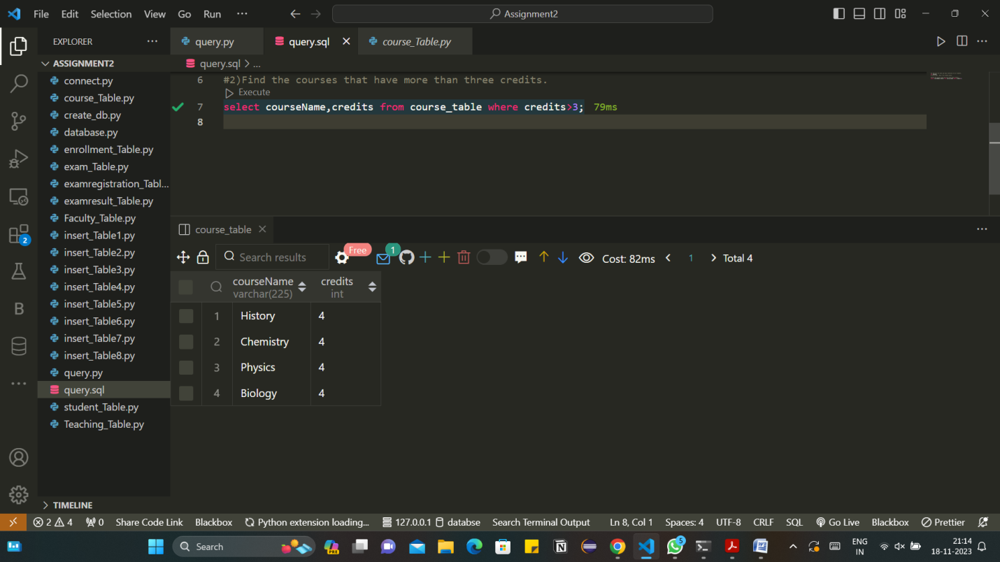 File Edit Selection View Go Run ··· Assignment2
EXPLORER ···
ASSIGNMENT2
connect.py
course_Table.py
create_db.py
database.py
enrollment_Table.py
exam_Table.py
examregistration_Tabl...
examresult_Table.py
Faculty_Table.py
insert_Table1.py
insert_Table2.py
insert_Table3.py
insert_Table4.py
insert_Table5.py
insert_Table6.py
insert_Table7.py
insert_Table8.py
query.py
query.sql
student_Table.py
Teaching_Table.py
TIMELINE
2
B
query.py query.sql course_Table.py
query.sql > ...
6 #2)Find the courses that have more than three credits.
Execute
7 select courseName,credits from course_table where credits>3; 79ms
8
course_table
Search results Free 1 Cost: 82ms < 1 > Total 4
courseName credits
varchar(225) int
1 History 4
2 Chemistry 4
3 Physics 4
4 Biology 4
2 4 0 Share Code Link Blackbox Python extension loading... 127.0.0.1 databse Search Terminal Output Ln 8, Col 1 Spaces: 4 UTF-8 CRLF SQL Go Live Blackbox Prettier
Search PRE 5 ENG 21:14
IN 18-11-2023